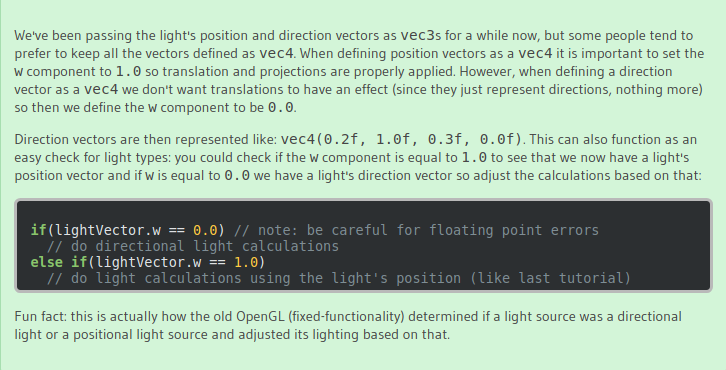 We've been passing the light's position and direction vectors as vec3s for a while now, but some people tend to
prefer to keep all the vectors defined as vec4. When defining position vectors as a vec4 it is important to set the
w component to 1.0 so translation and projections are properly applied. However, when defining a direction
vector as a vec4 we don't want translations to have an effect (since they just represent directions, nothing more)
so then we define the w component to be 0.0.
Direction vectors are then represented like: vec4(0.2f, 1.0f, 0.3f, 0.0f). This can also function as an
easy check for light types: you could check if the w component is equal to 1.0 to see that we now have a light's
position vector and if w is equal to 0.0 we have a light's direction vector so adjust the calculations based on that:
if(lightVector.w == 0.0) // note: be careful for floating point errors
  // do directional light calculations
else if(lightVector.w == 1.0)
  // do light calculations using the light's position (like last tutorial)
Fun fact: this is actually how the old OpenGL (fixed-functionality) determined if a light source was a directional
light or a positional light source and adjusted its lighting based on that.